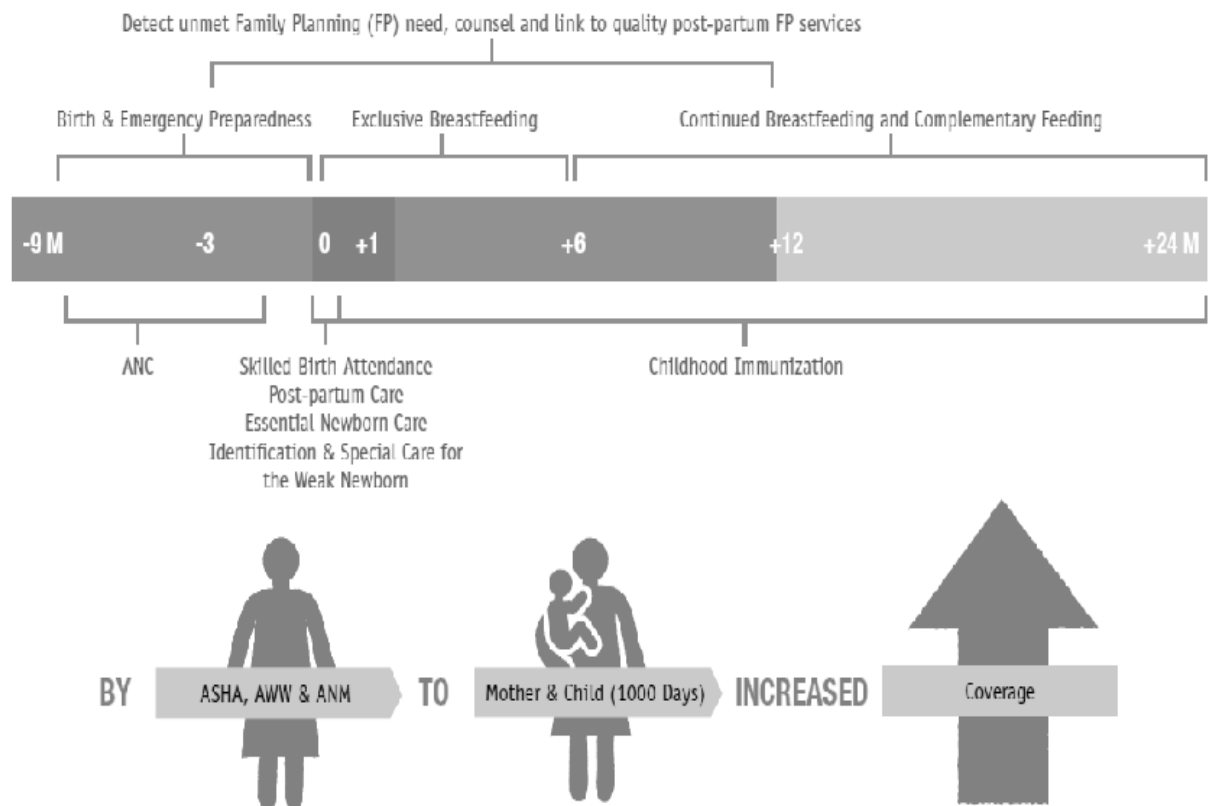 Detect unmet Family Planning (FP) need, counsel and link to quality post-partum FP services
Birth & Emergency Preparedness
Exclusive Breastfeeding
Continued Breastfeeding and Complementary Feeding
-9 M
-3
0
+1
+6
+12
+24 M
ANC
Skilled Birth Attendance
Post-partum Care
Essential Newborn Care
Identification & Special Care for
the Weak Newborn
Childhood Immunization
BY
ASHA, AWW & ANM
TO
Mother & Child (1000 Days)
INCREASED
Coverage